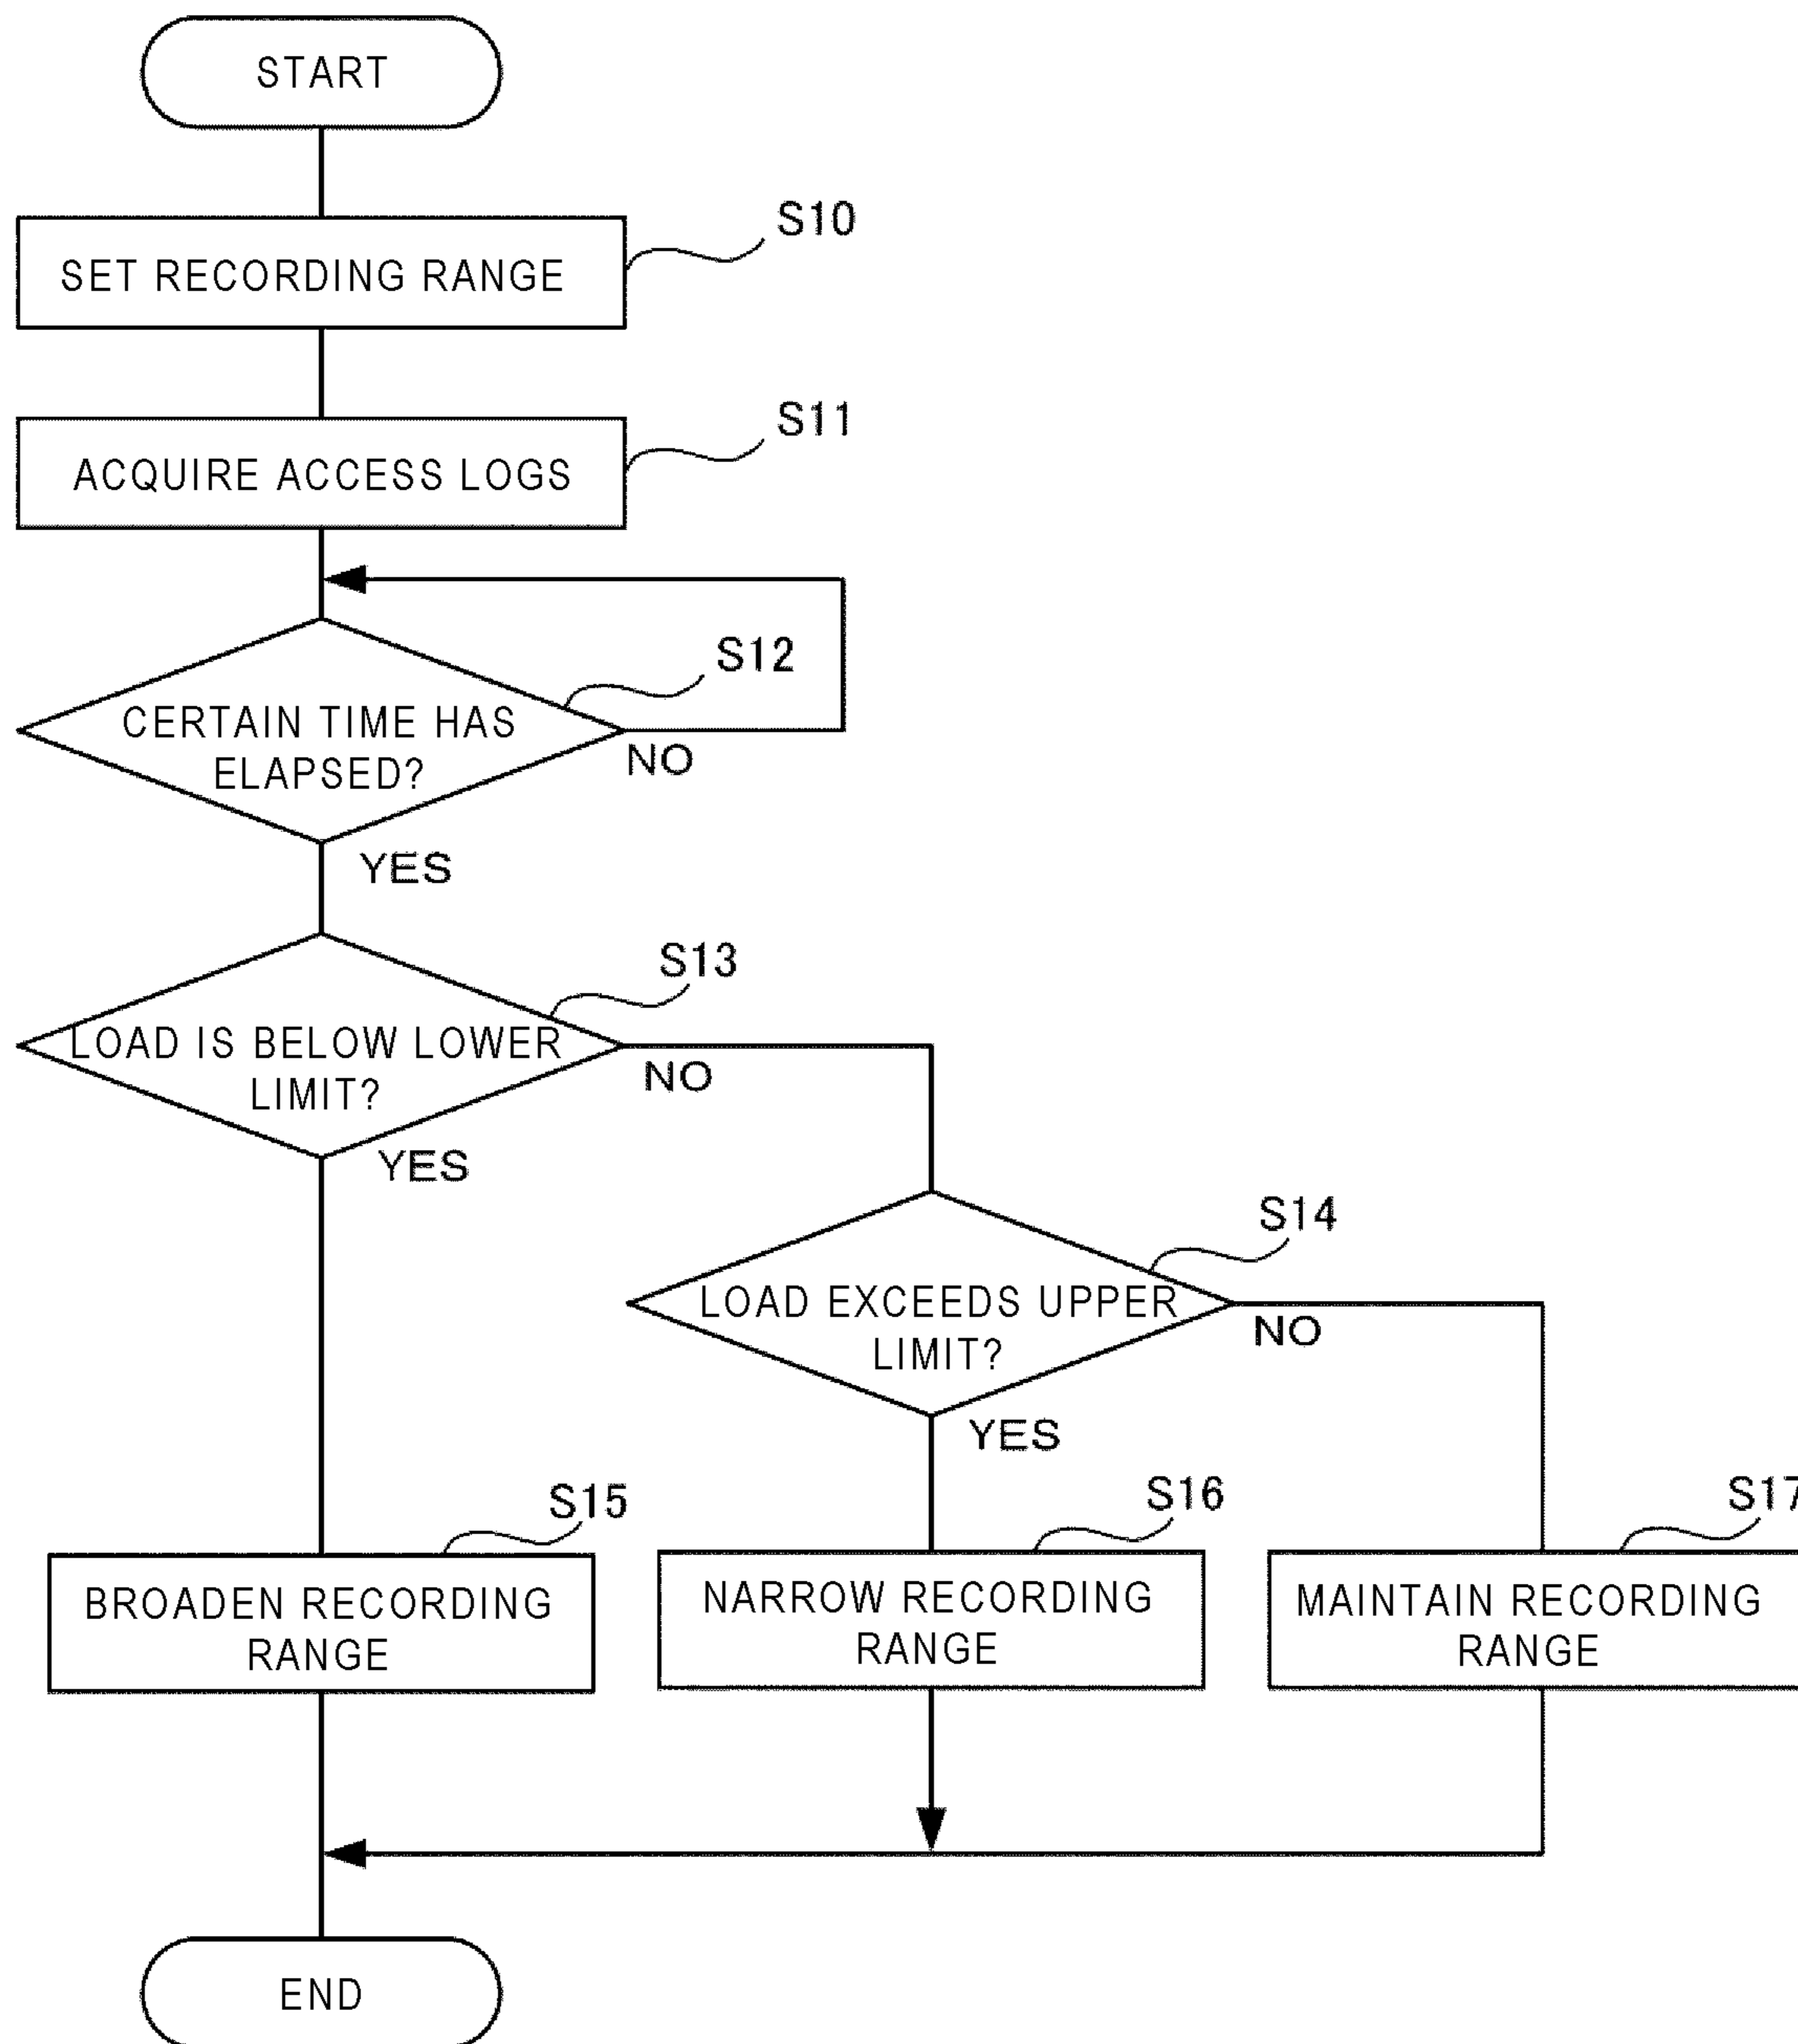 START
S10
SET RECORDING RANGE
S11
ACQUIRE ACCESS LOGS
S12
CERTAIN TIME HAS
ELAPSED?
NO
YES
S13
LOAD IS BELOW LOWER
LIMIT?
NO
YES
S14
LOAD EXCEEDS UPPER
LIMIT?
NO
YES
S15
BROADEN RECORDING
RANGE
S16
NARROW RECORDING
RANGE
S17
MAINTAIN RECORDING
RANGE
END